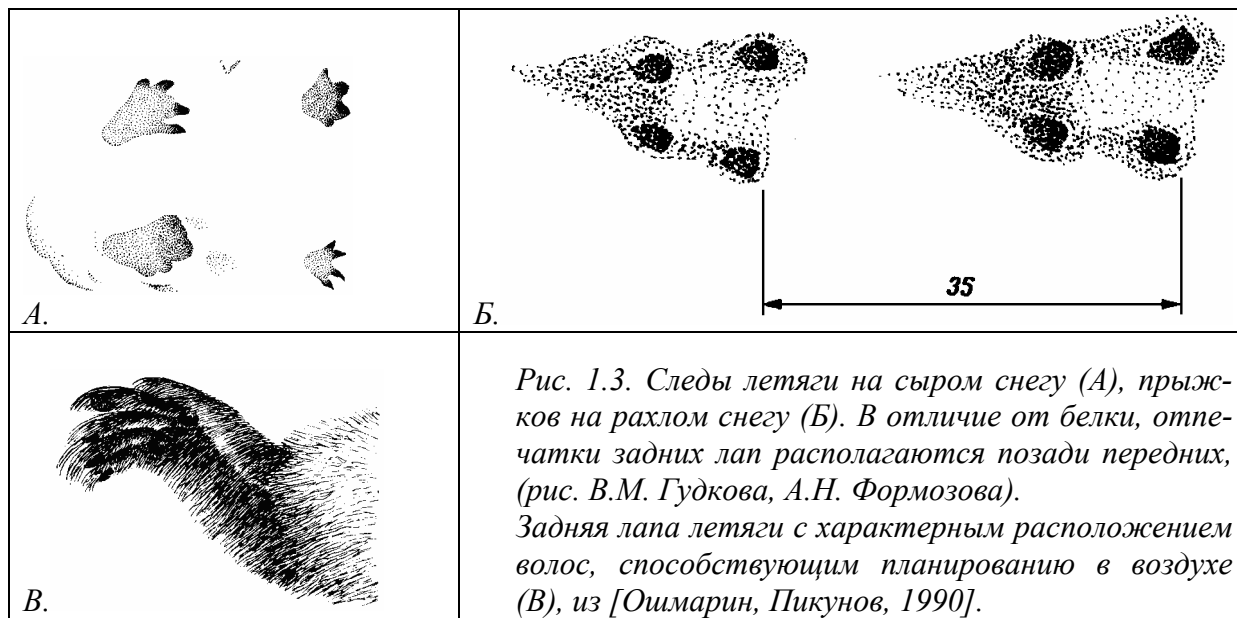 А.
Б.
35
В.
Рис. 1.3. Следы летяги на сыром снегу (А), прыж-
ков на рахлом снегу (Б). В отличие от белки, отпе-
чатки задних лап располагаются позади передних,
(рис. В.М. Гудкова, А.Н. Формозова).
Задняя лапа летяги с характерным расположением
волос, способствующим планированию в воздухе
(В), из [Ошмарин, Пикунов, 1990].